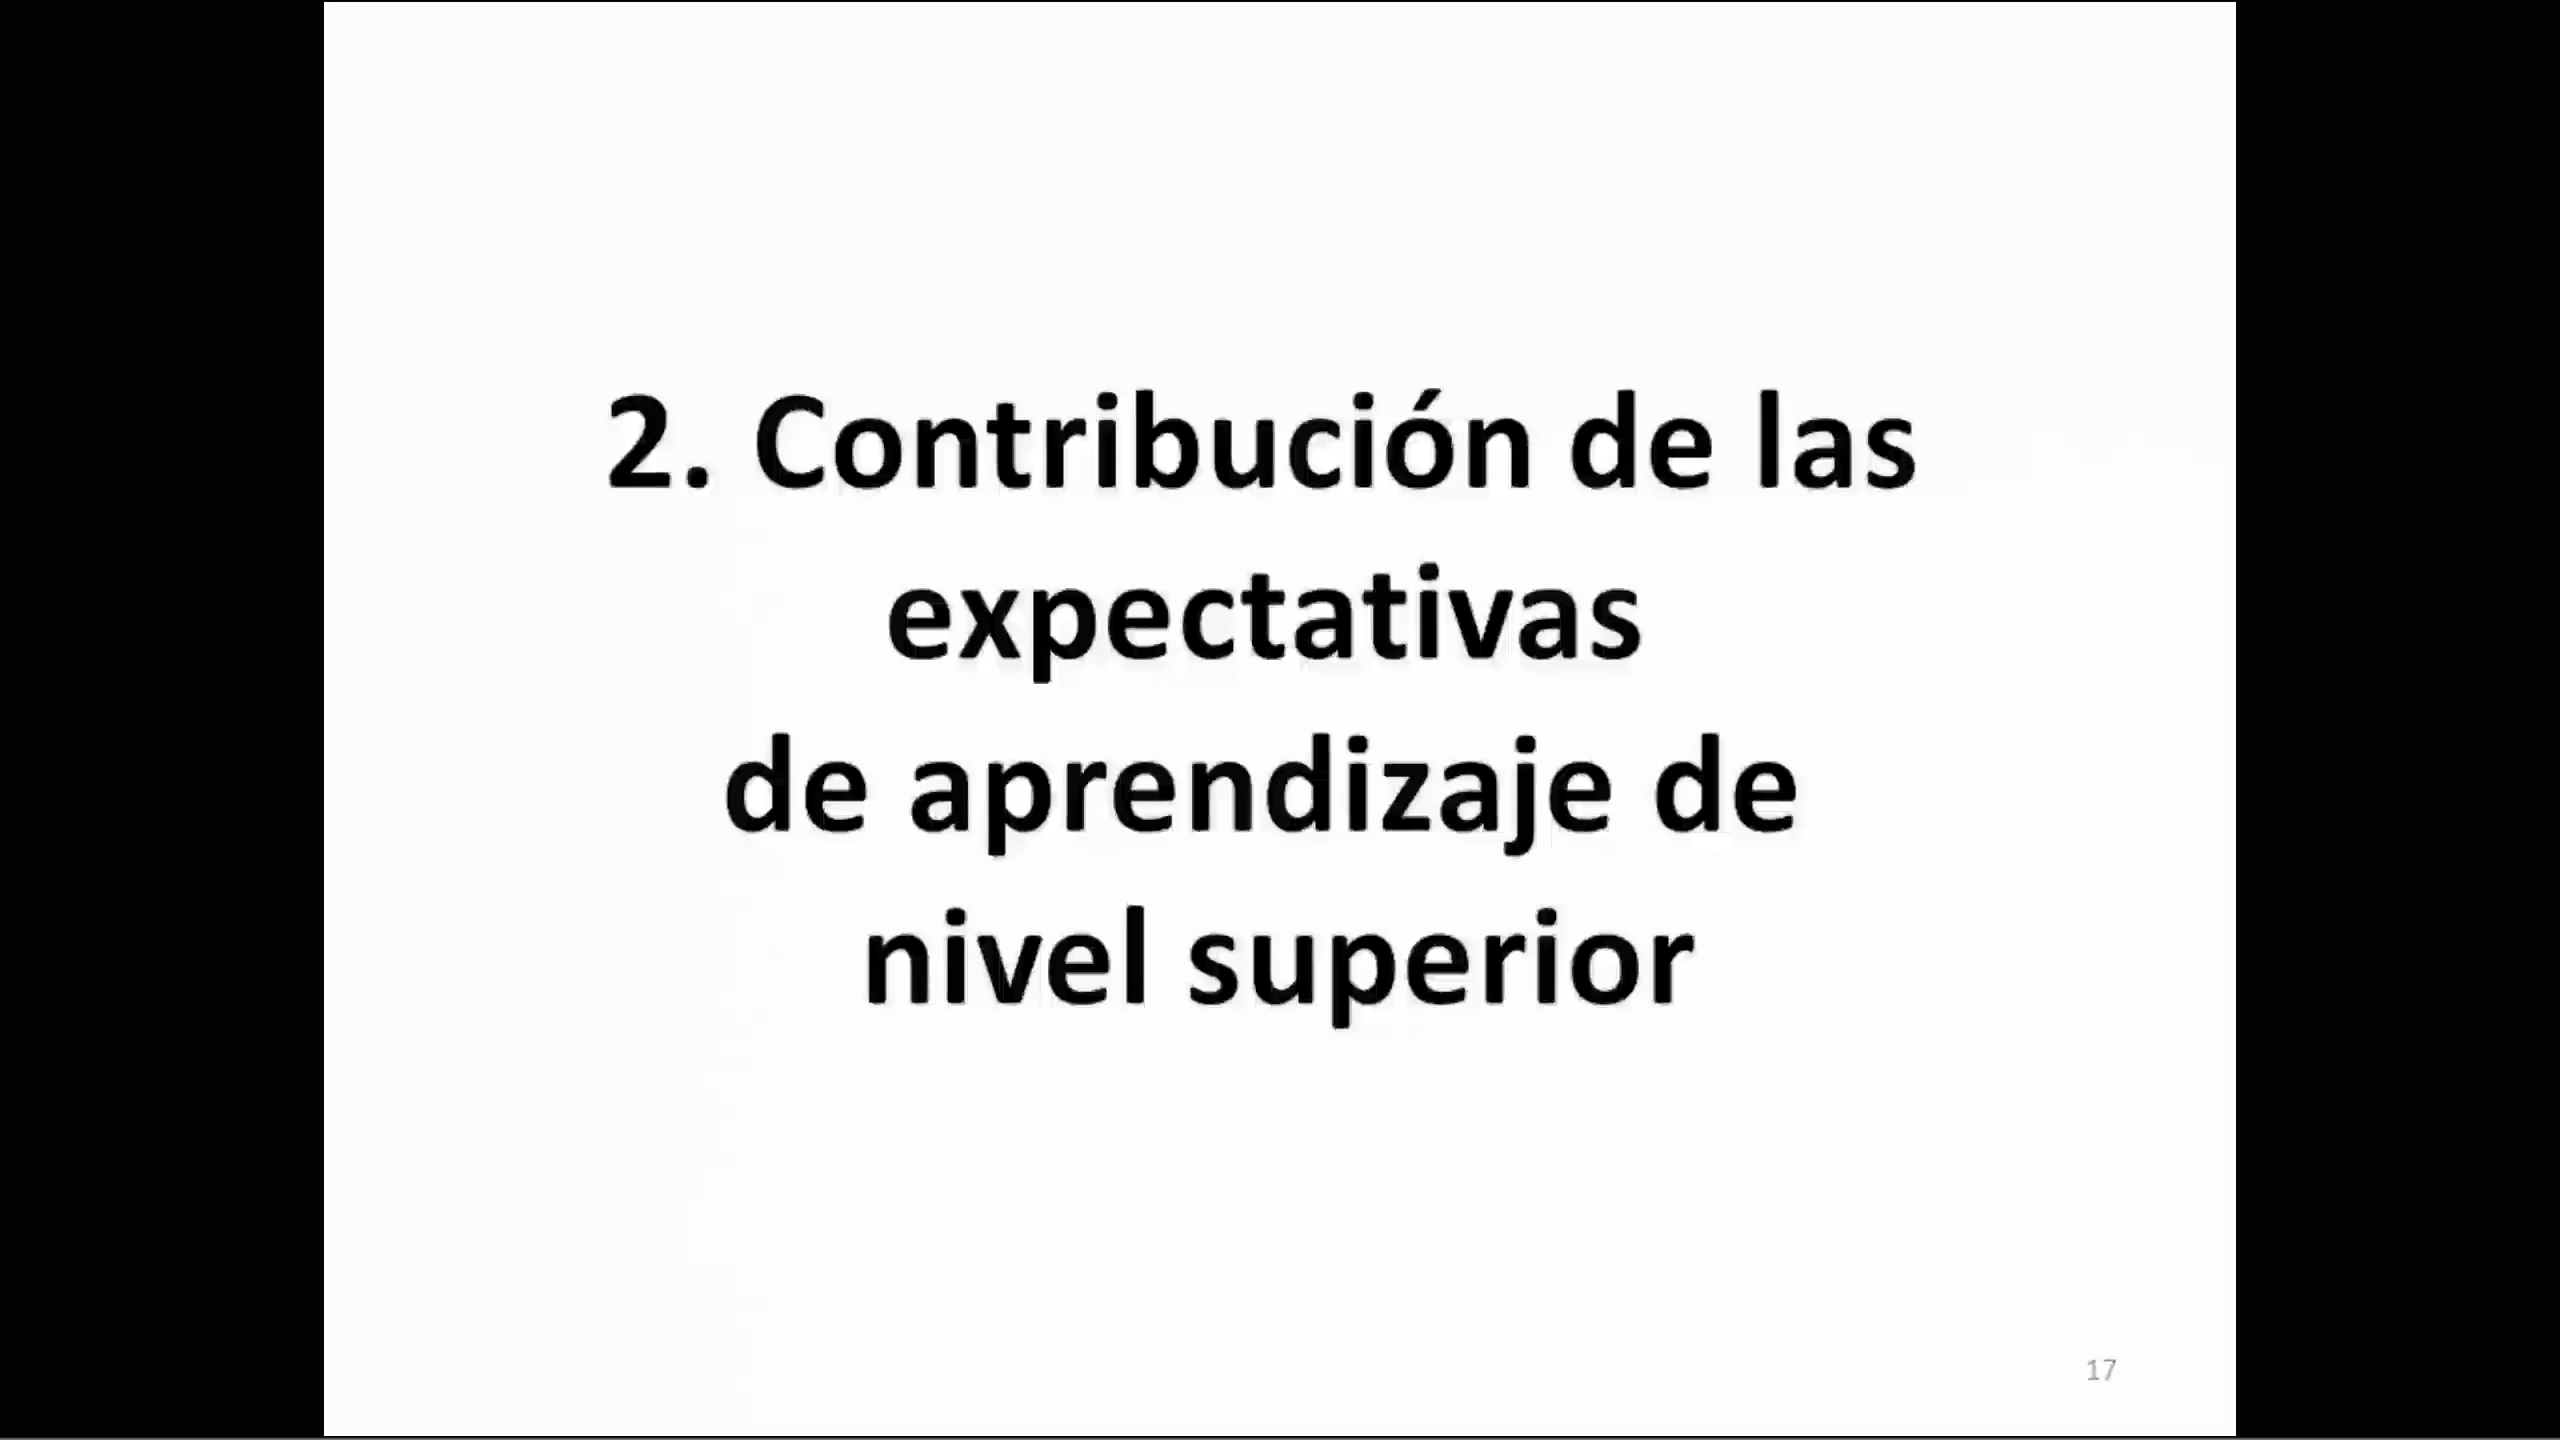 2. Contribución de las
expectativas
de aprendizaje de
nivel superior
17